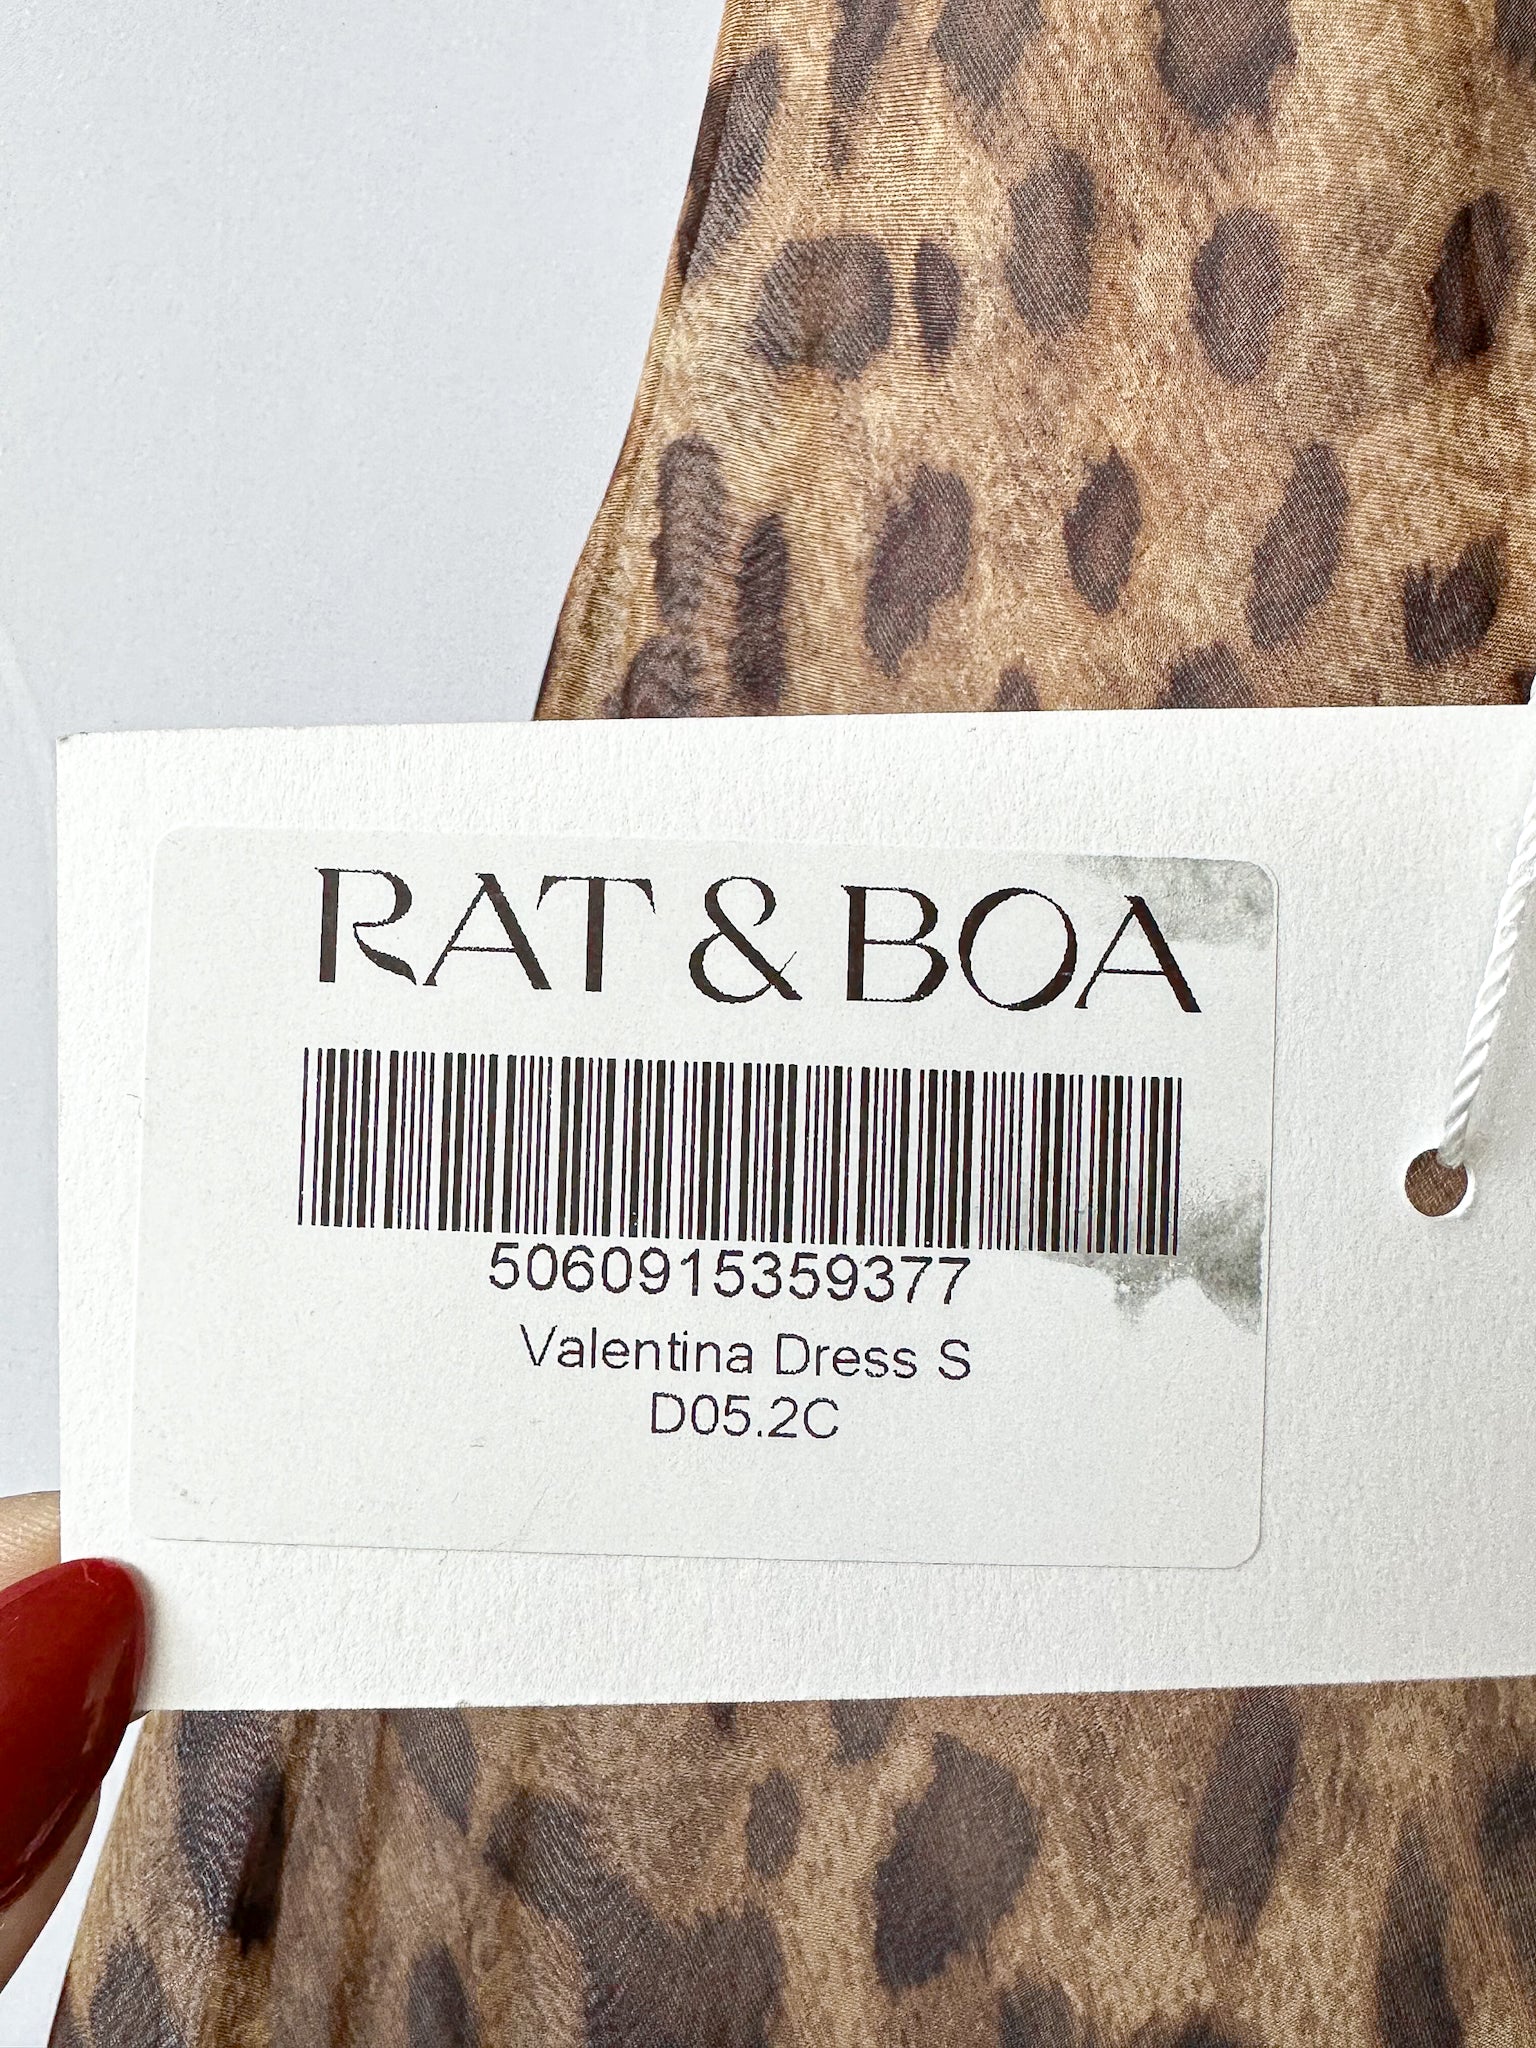 RAT & BOA
5060915359377
Valentina Dress S
D05.2C